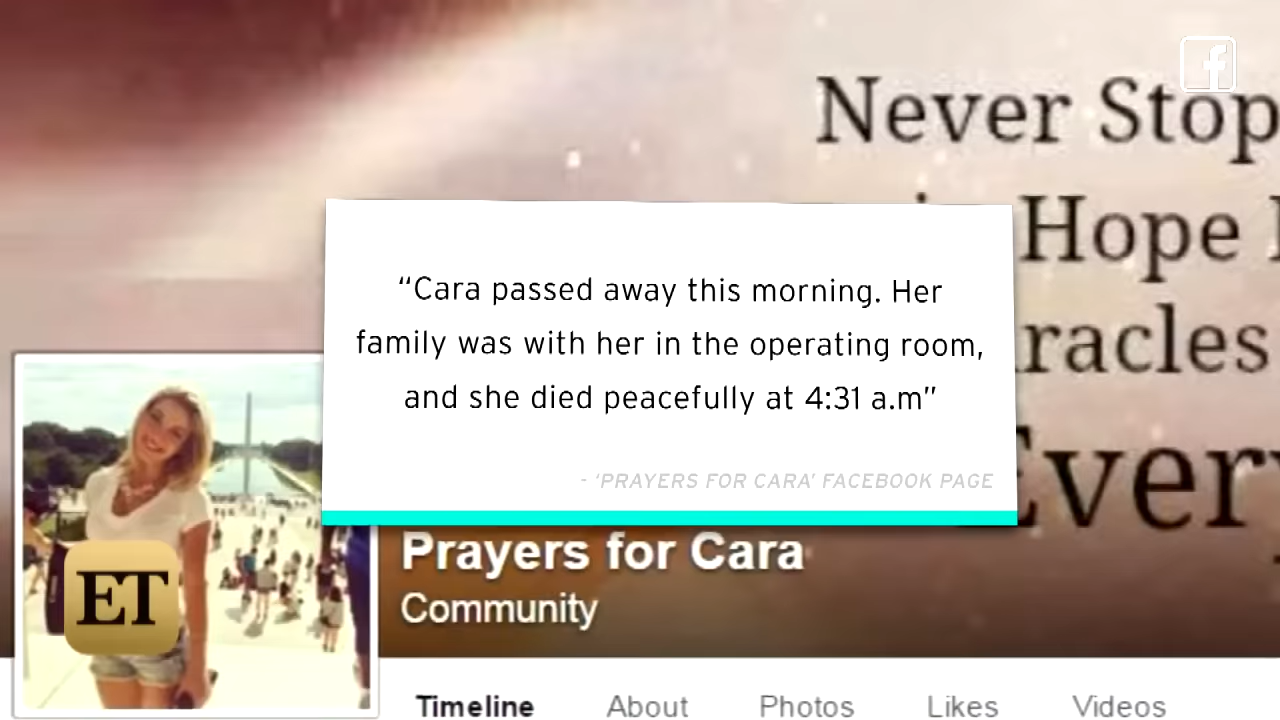 Never Stop
Hope
racles
Every
“Cara passed away this morning. Her
family was with her in the operating room,
and she died peacefully at 4:31 a.m”
- ‘PRAYERS FOR CARA’ FACEBOOK PAGE
ET
Prayers for Cara
Community
Timeline About Photos Likes Videos